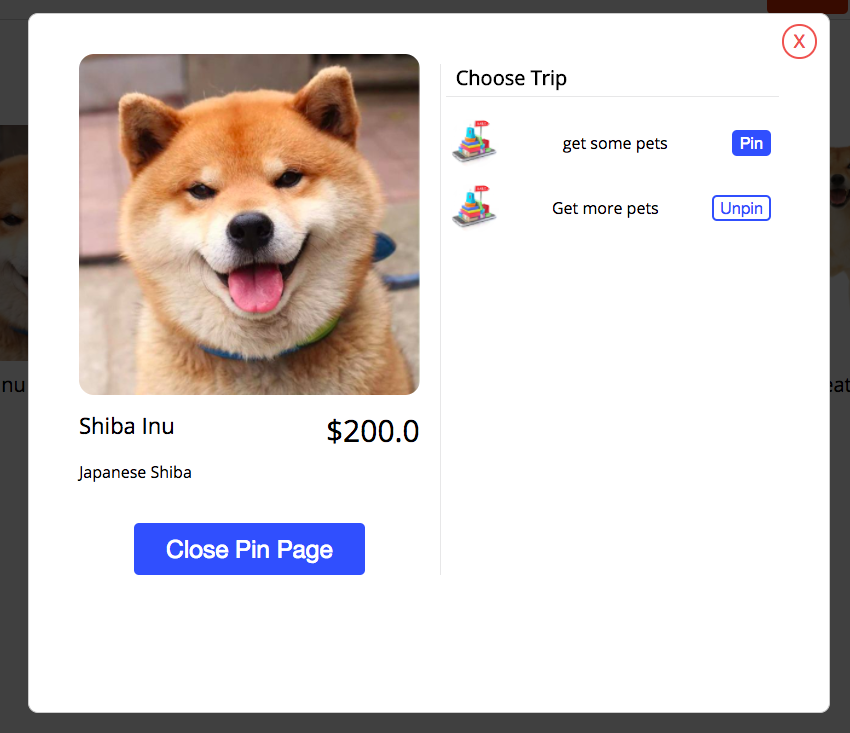 X
Choose Trip
get some pets
Pin
Get more pets
Unpin
Shiba Inu
$200.0
Japanese Shiba
Close Pin Page
nu
eat